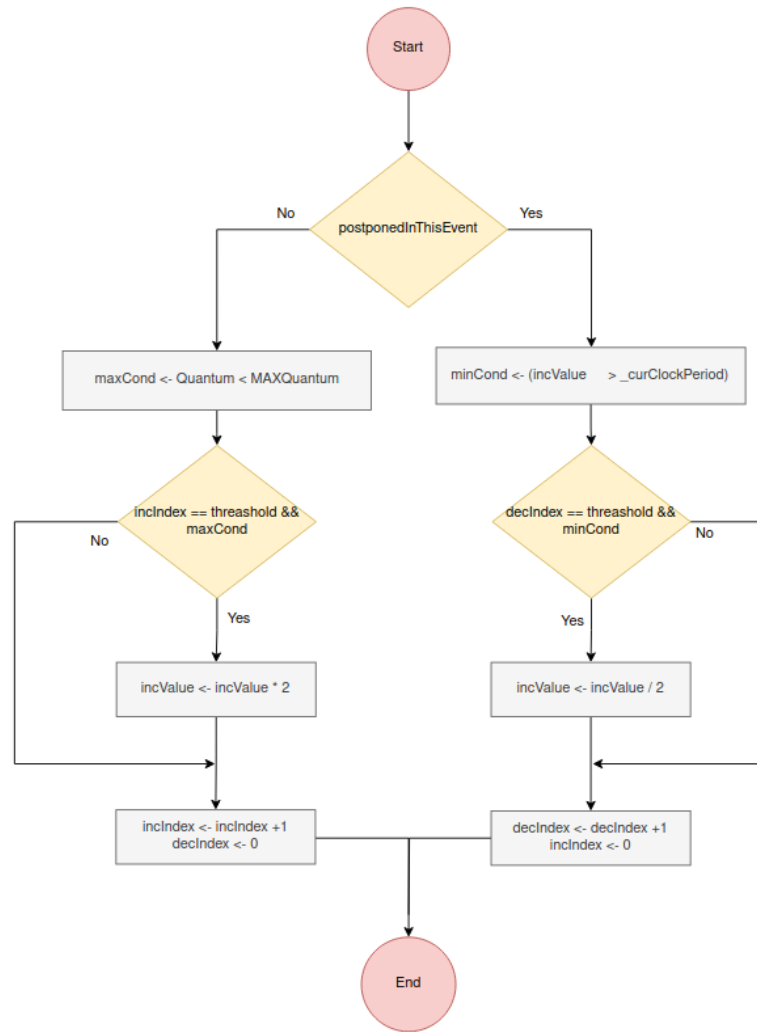 Start
postponedInThisEvent
No
Yes
maxCond <- Quantum < MAXQuantum
minCond <- (incValue > _curClockPeriod)
incIndex == threashold &&
maxCond
decIndex == threashold &&
minCond
No
No
Yes
Yes
incValue <- incValue * 2
incValue <- incValue / 2
incIndex <- incIndex +1
decIndex <- 0
decIndex <- decIndex +1
incIndex <- 0
End